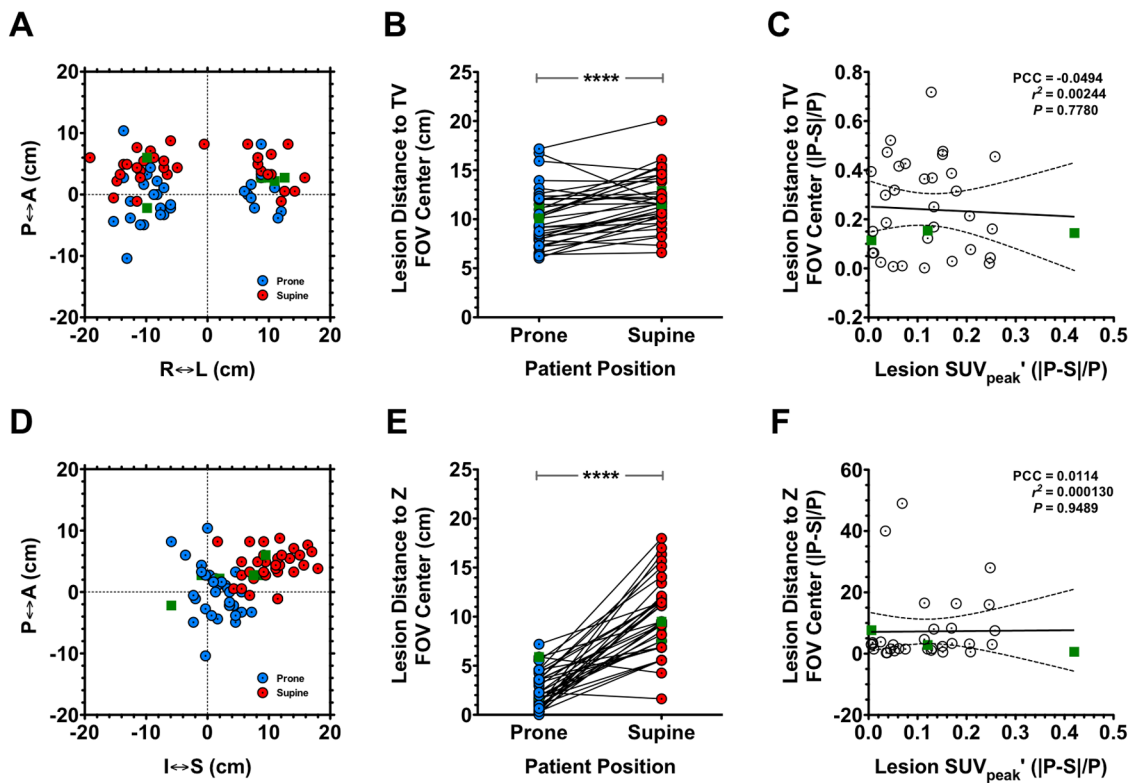 A
20
10
0
-10
-20
P↔A (cm)
-20
-10
0
10
20
R↔L (cm)
Prone
Supine
B
25
20
15
10
5
0
Lesion Distance to TV
FOV Center (cm)
****
Prone
Supine
Patient Position
C
0.8
0.6
0.4
0.2
0.0
-0.2
Lesion Distance to TV
FOV Center (|P-S|/P)
PCC = -0.0494
r² = 0.00244
P = 0.7780
0.0
0.1
0.2
0.3
0.4
0.5
Lesion SUVpeak' (|P-S|/P)
D
20
10
0
-10
-20
P↔A (cm)
-20
-10
0
10
20
I↔S (cm)
Prone
Supine
E
25
20
15
10
5
0
Lesion Distance to Z
FOV Center (cm)
****
Prone
Supine
Patient Position
F
60
40
20
0
-20
Lesion Distance to Z
FOV Center (|P-S|/P)
PCC = 0.0114
r² = 0.000130
P = 0.9489
0.0
0.1
0.2
0.3
0.4
0.5
Lesion SUVpeak' (|P-S|/P)